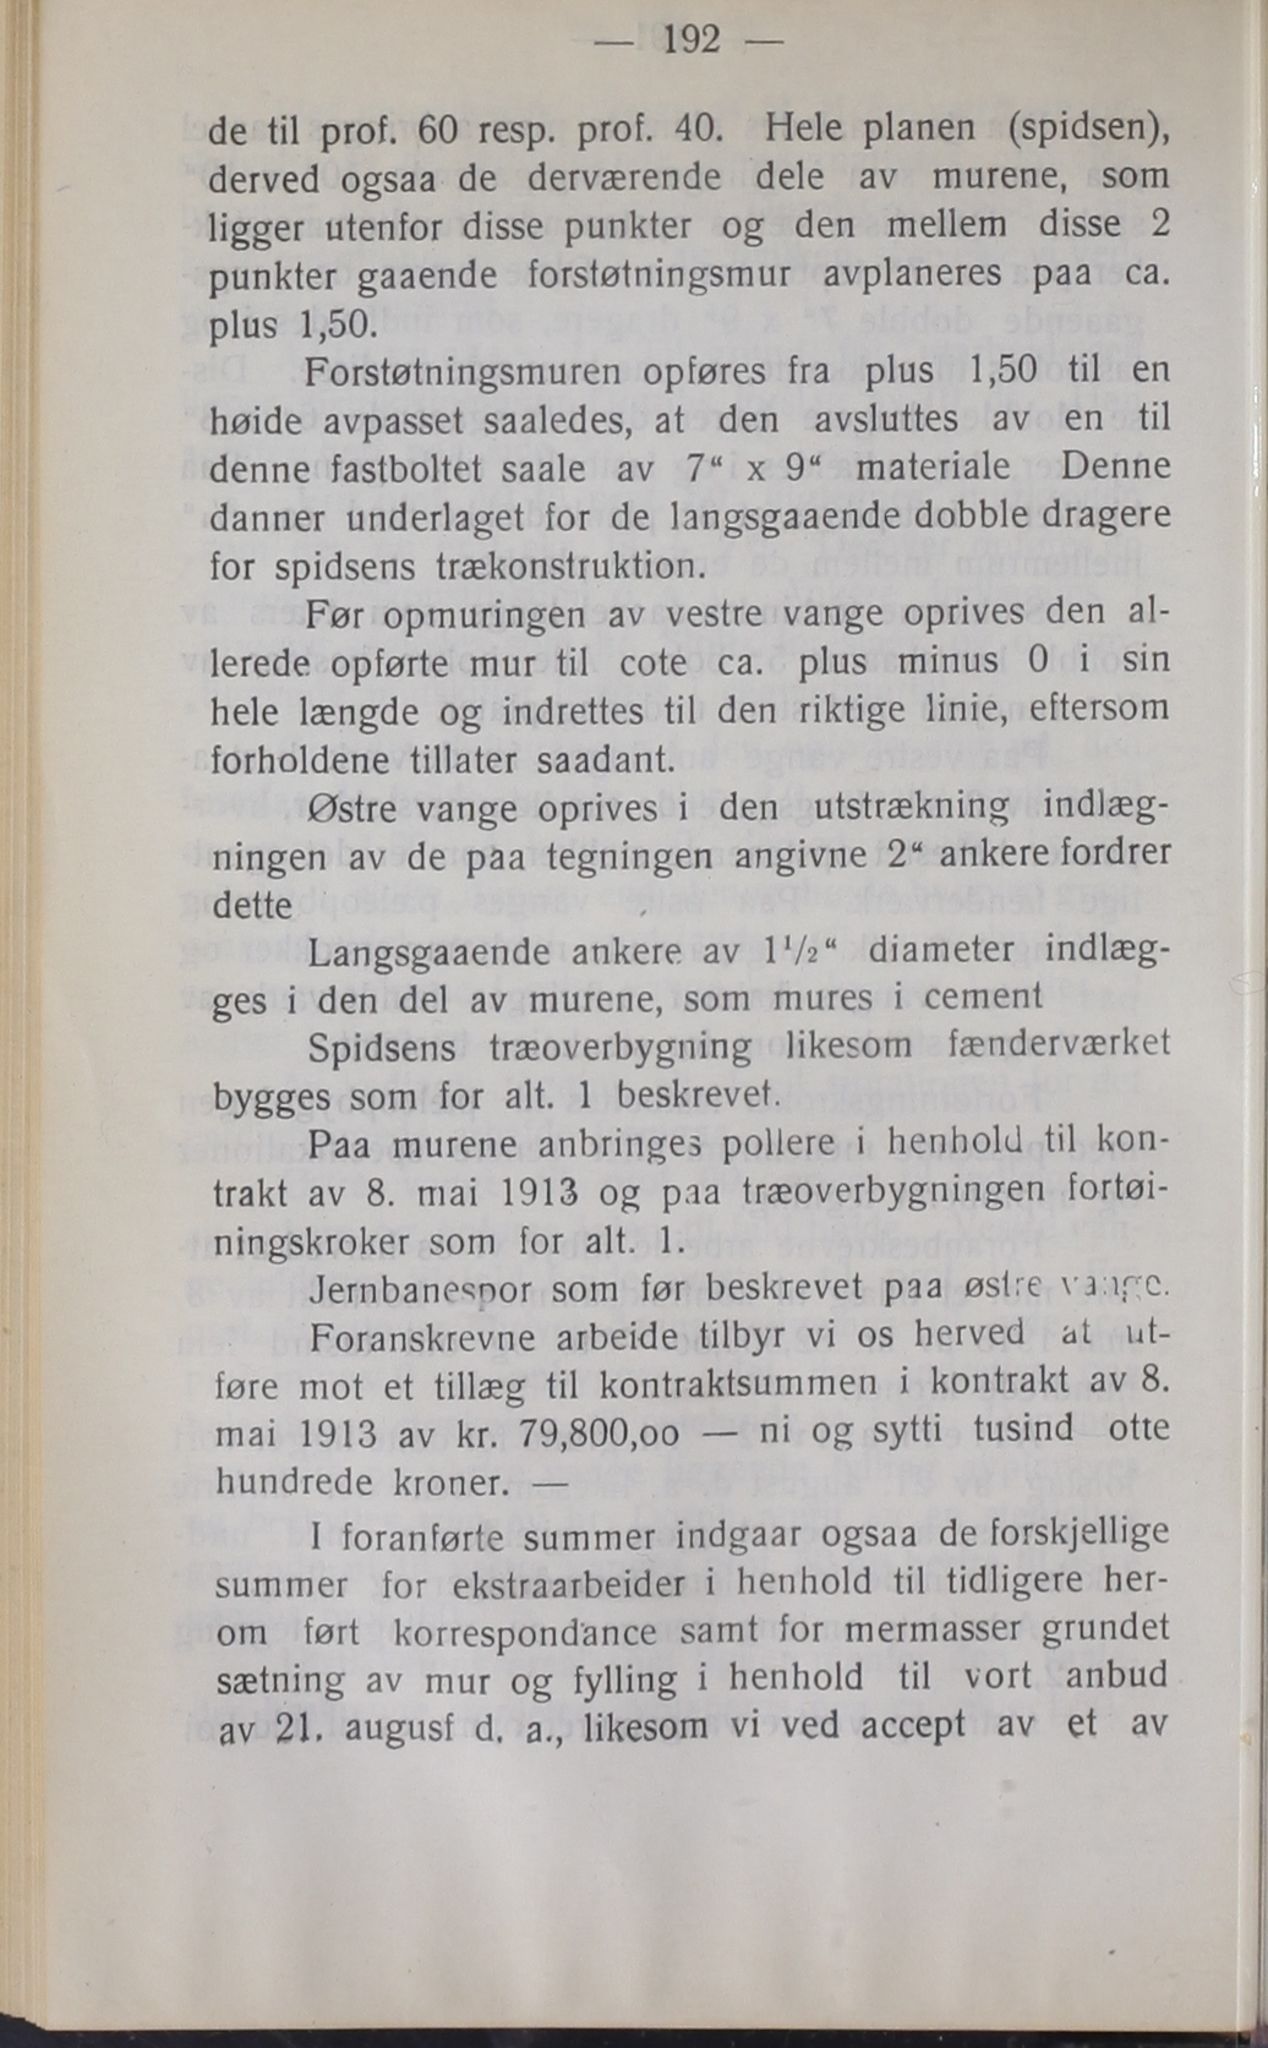 — 192 —
de til prof. 60 resp. prof. 40. Hele planen (spidsen),
derved ogsaa de derværende dele av murene, som
ligger utenfor disse punkter og den mellem disse 2
punkter gaaende forstøtningsmur avplaneres paa ca.
plus 1,50.
Forstøtningsmuren opføres fra plus 1,50 til en
høide avpasset saaledes, at den avsluttes av en til
denne fastboltet saale av 7“ x 9“ materiale Denne
danner underlaget for de langsgaaende dobble dragere
for spidsens trækonstruktion.
Før opmuringen av vestre vange oprives den al-
lerede opførte mur til cote ca. plus minus 0 i sin
hele længde og indrettes til den riktige linie, eftersom
forholdene tillater saadant.
Østre vange oprives i den utstrækning indlæg-
ningen av de paa tegningen angivne 2“ ankere fordrer
dette
Langsgaaende ankere av 1 1/2“ diameter indlæg-
ges i den del av murene, som mures i cement
Spidsens træoverbygning likesom fænderværket
bygges som for alt. 1 beskrevet.
Paa murene anbringes pollere i henhold til kon-
trakt av 8. mai 1913 og paa træoverbygningen fortøi-
ningskroker som for alt. 1.
Jernbanespor som før beskrevet paa østre vange.
Foranskrevne arbeide tilbyr vi os herved at ut-
føre mot et tillæg til kontraktsummen i kontrakt av 8.
mai 1913 av kr. 79,800,oo — ni og sytti tusind otte
hundrede kroner. —
I foranførte summer indgaar ogsaa de forskjellige
summer for ekstraarbeider i henhold til tidligere her-
om ført korrespondance samt for mermasser grundet
sætning av mur og fylling i henhold til vort anbud
av 21. augusf d. a., likesom vi ved accept av et av